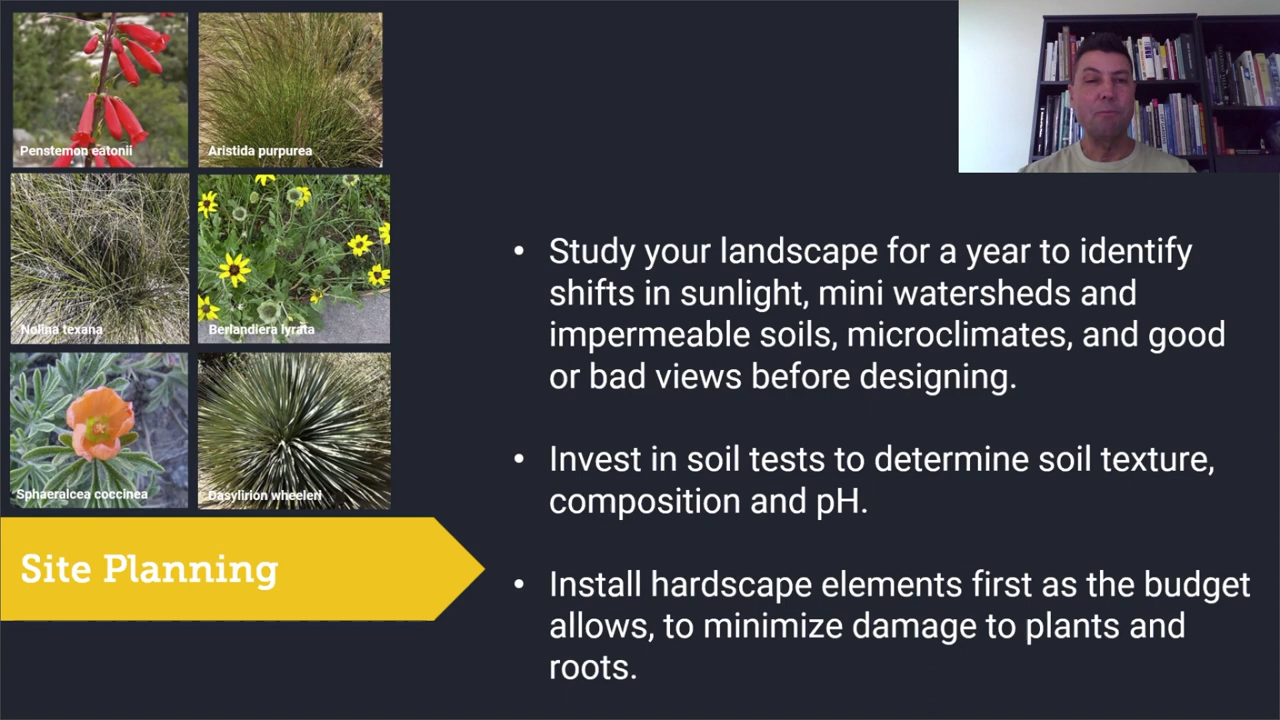 Penstemon eatonii
Aristida purpurea
Nolina texana
Berlandiera lyrata
Sphaeralcea coccinea
Dasylirion wheeleri
Site Planning
• Study your landscape for a year to identify
shifts in sunlight, mini watersheds and
impermeable soils, microclimates, and good
or bad views before designing.
• Invest in soil tests to determine soil texture,
composition and pH.
• Install hardscape elements first as the budget
allows, to minimize damage to plants and
roots.